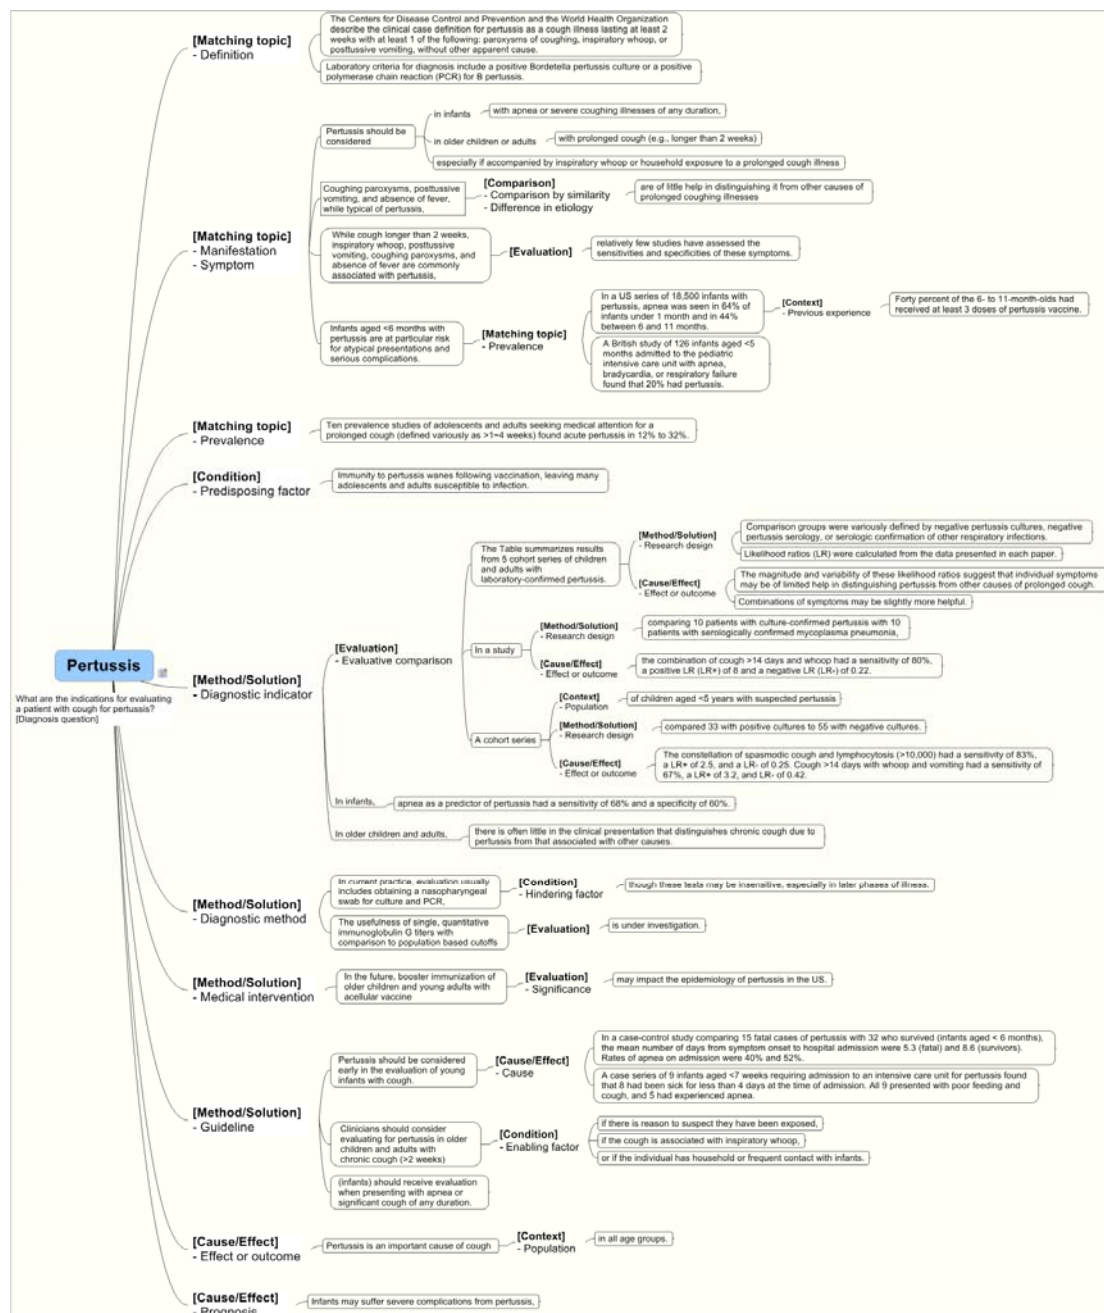 The Centers for Disease Control and Prevention and the World Health Organization
describe the clinical case definition for pertussis as a cough illness lasting at least 2
weeks with at least 1 of the following: paroxysms of coughing, inspiratory whoop, or
posttussive vomiting, without other apparent cause.
[Matching topic]
- Definition
Laboratory criteria for diagnosis include a positive Bordetella pertussis culture or a positive
polymerase chain reaction (PCR) for B pertussis.
in infants
with apnea or severe coughing illnesses of any duration,
Pertussis should be
considered
in older children or adults
with prolonged cough (e.g., longer than 2 weeks)
especially if accompanied by inspiratory whoop or household exposure to a prolonged cough illness
Coughing paroxysms, posttussive
vomiting, and absence of fever,
while typical of pertussis,
[Comparison]
- Comparison by similarity
- Difference in etiology
are of little help in distinguishing it from other causes of
prolonged coughing illnesses
[Matching topic]
- Manifestation
- Symptom
While cough longer than 2 weeks,
inspiratory whoop, posttussive
vomiting, coughing paroxysms, and
absence of fever are commonly
associated with pertussis,
[Evaluation]
relatively few studies have assessed the
sensitivities and specificities of these symptoms.
Infants aged <6 months with
pertussis are at particular risk
for atypical presentations and
serious complications.
[Matching topic]
- Prevalence
In a US series of 18,500 infants with
pertussis, apnea was seen in 64% of
infants under 1 month and in 44%
between 6 and 11 months.
[Context]
- Previous experience
Forty percent of the 6- to 11-month-olds had
received at least 3 doses of pertussis vaccine.
A British study of 126 infants aged <5
months admitted to the pediatric
intensive care unit with apnea,
bradycardia, or respiratory failure
found that 20% had pertussis.
[Matching topic]
- Prevalence
Ten prevalence studies of adolescents and adults seeking medical attention for a
prolonged cough (defined variously as >1–4 weeks) found acute pertussis in 12% to 32%.
[Condition]
- Predisposing factor
Immunity to pertussis wanes following vaccination, leaving many
adolescents and adults susceptible to infection.
Pertussis
What are the indications for evaluating
a patient with cough for pertussis?
[Diagnosis question]
[Method/Solution]
- Diagnostic indicator
[Evaluation]
- Evaluative comparison
The Table summarizes results
from 5 cohort series of children
and adults with
laboratory-confirmed pertussis.
[Method/Solution]
- Research design
Comparison groups were variously defined by negative pertussis cultures, negative
pertussis serology, or serologic confirmation of other respiratory infections.
Likelihood ratios (LR) were calculated from the data presented in each paper.
[Cause/Effect]
- Effect or outcome
The magnitude and variability of these likelihood ratios suggest that individual symptoms
may be of limited help in distinguishing pertussis from other causes of prolonged cough.
Combinations of symptoms may be slightly more helpful.
In a study
[Method/Solution]
- Research design
comparing 10 patients with culture-confirmed pertussis with 10
patients with serologically confirmed mycoplasma pneumonia,
[Cause/Effect]
- Effect or outcome
the combination of cough >14 days and whoop had a sensitivity of 80%,
a positive LR (LR+) of 8 and a negative LR (LR-) of 0.22.
A cohort series
[Context]
- Population
of children aged <5 years with suspected pertussis
[Method/Solution]
- Research design
compared 33 with positive cultures to 55 with negative cultures.
[Cause/Effect]
- Effect or outcome
The constellation of spasmodic cough and lymphocytosis (>10,000) had a sensitivity of 83%,
a LR+ of 2.5, and a LR- of 0.25. Cough >14 days with whoop and vomiting had a sensitivity of
67%, a LR+ of 3.2, and LR- of 0.42.
In infants,
apnea as a predictor of pertussis had a sensitivity of 68% and a specificity of 60%.
In older children and adults,
there is often little in the clinical presentation that distinguishes chronic cough due to
pertussis from that associated with other causes.
[Method/Solution]
- Diagnostic method
In current practice, evaluation usually
includes obtaining a nasopharyngeal
swab for culture and PCR,
[Condition]
- Hindering factor
though these tests may be insensitive, especially in later phases of illness.
The usefulness of single, quantitative
immunoglobulin G titers with
comparison to population based cutoffs
[Evaluation]
is under investigation.
[Method/Solution]
- Medical intervention
In the future, booster immunization of
older children and young adults with
acellular vaccine
[Evaluation]
- Significance
may impact the epidemiology of pertussis in the US.
[Method/Solution]
- Guideline
Pertussis should be considered
early in the evaluation of young
infants with cough.
[Cause/Effect]
- Cause
In a case-control study comparing 15 fatal cases of pertussis with 32 who survived (infants aged < 6 months),
the mean number of days from symptom onset to hospital admission were 5.3 (fatal) and 8.6 (survivors).
Rates of apnea on admission were 40% and 52%.
A case series of 9 infants aged <7 weeks requiring admission to an intensive care unit for pertussis found
that 8 had been sick for less than 4 days at the time of admission. All 9 presented with poor feeding and
cough, and 5 had experienced apnea.
Clinicians should consider
evaluating for pertussis in older
children and adults with
chronic cough (>2 weeks)
[Condition]
- Enabling factor
if there is reason to suspect they have been exposed,
if the cough is associated with inspiratory whoop,
or if the individual has household or frequent contact with infants.
(infants) should receive evaluation
when presenting with apnea or
significant cough of any duration.
[Cause/Effect]
- Effect or outcome
Pertussis is an important cause of cough
[Context]
- Population
in all age groups.
[Cause/Effect]
- Prognosis
Infants may suffer severe complications from pertussis,